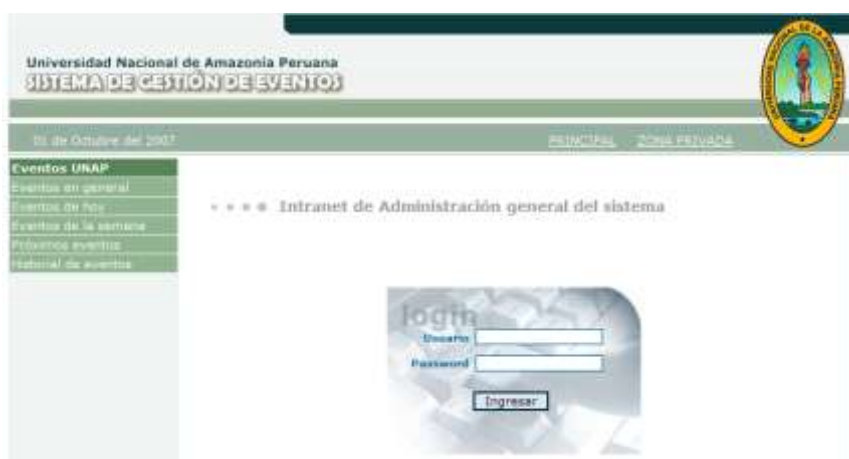 Universidad Nacional de Amazonia Peruana
SISTEMA DE GESTIÓN DE EVENTOS
01 de Octubre del 2007
PRINCIPAL ZONA PRIVADA
Eventos UNAP
Eventos en general
Eventos de hoy
Eventos de la semana
Próximos eventos
Historial de eventos
Intranet de Administración general del sistema
login
Usuario
Password
Ingresar